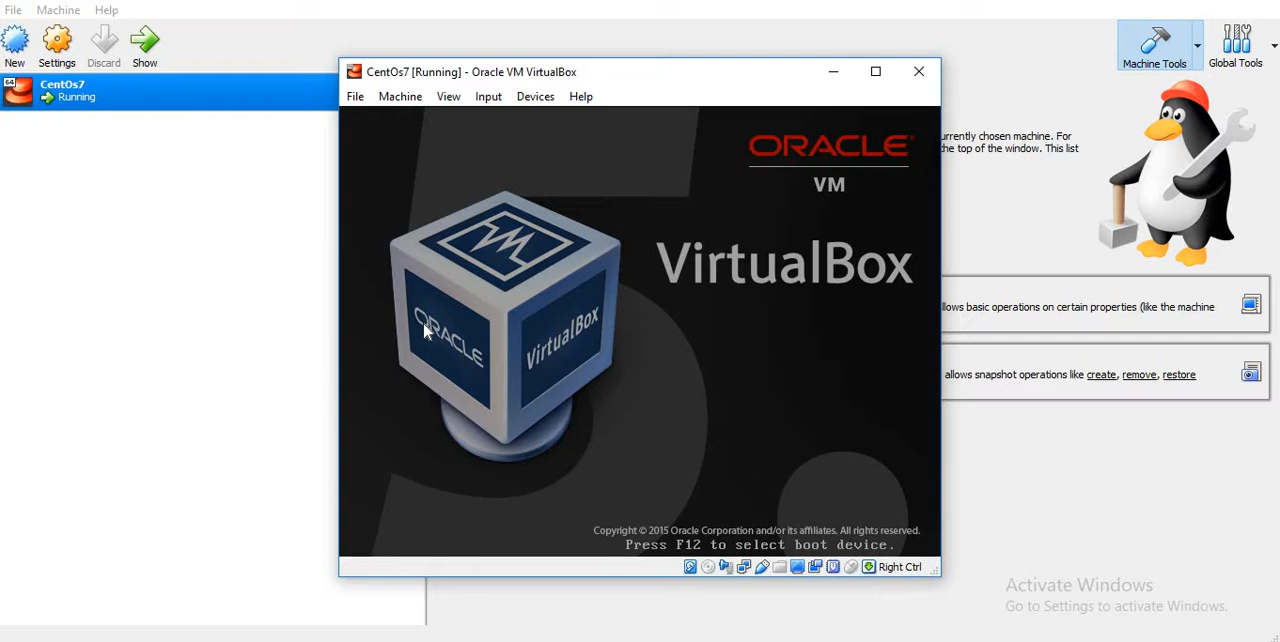 File Machine Help
New Settings Discard Show
Machine Tools Global Tools
64
CentOs7
Running
CentOs7 [Running] - Oracle VM VirtualBox
File Machine View Input Devices Help
ORACLE®
VM
VirtualBox
ORACLE
VirtualBox
urrently chosen machine. For
the top of the window. This list
llows basic operations on certain properties (like the machine
allows snapshot operations like create, remove, restore
Copyright © 2015 Oracle Corporation and/or its affiliates. All rights reserved.
Press F12 to select boot device.
Right Ctrl
Activate Windows
Go to Settings to activate Windows.